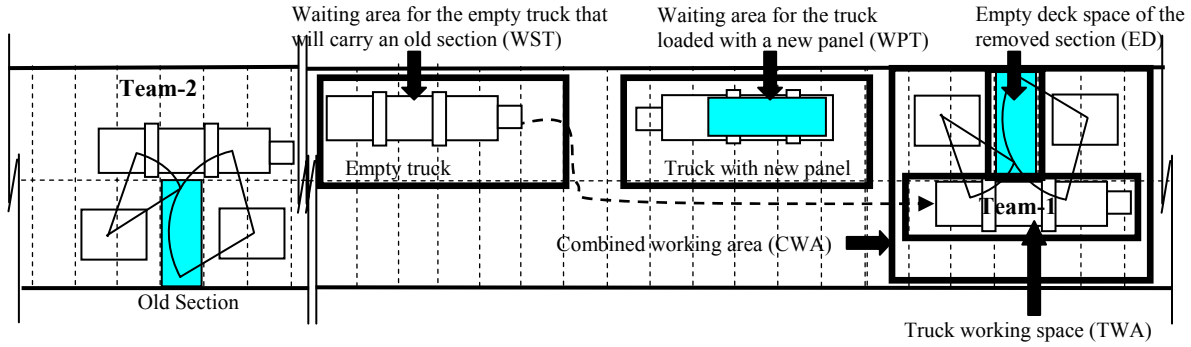 Waiting area for the empty truck that
will carry an old section (WST)
Waiting area for the truck
loaded with a new panel (WPT)
Empty deck space of the
removed section (ED)
Team-2
Empty truck
Truck with new panel
Team-1
Combined working area (CWA)
Old Section
Truck working space (TWA)